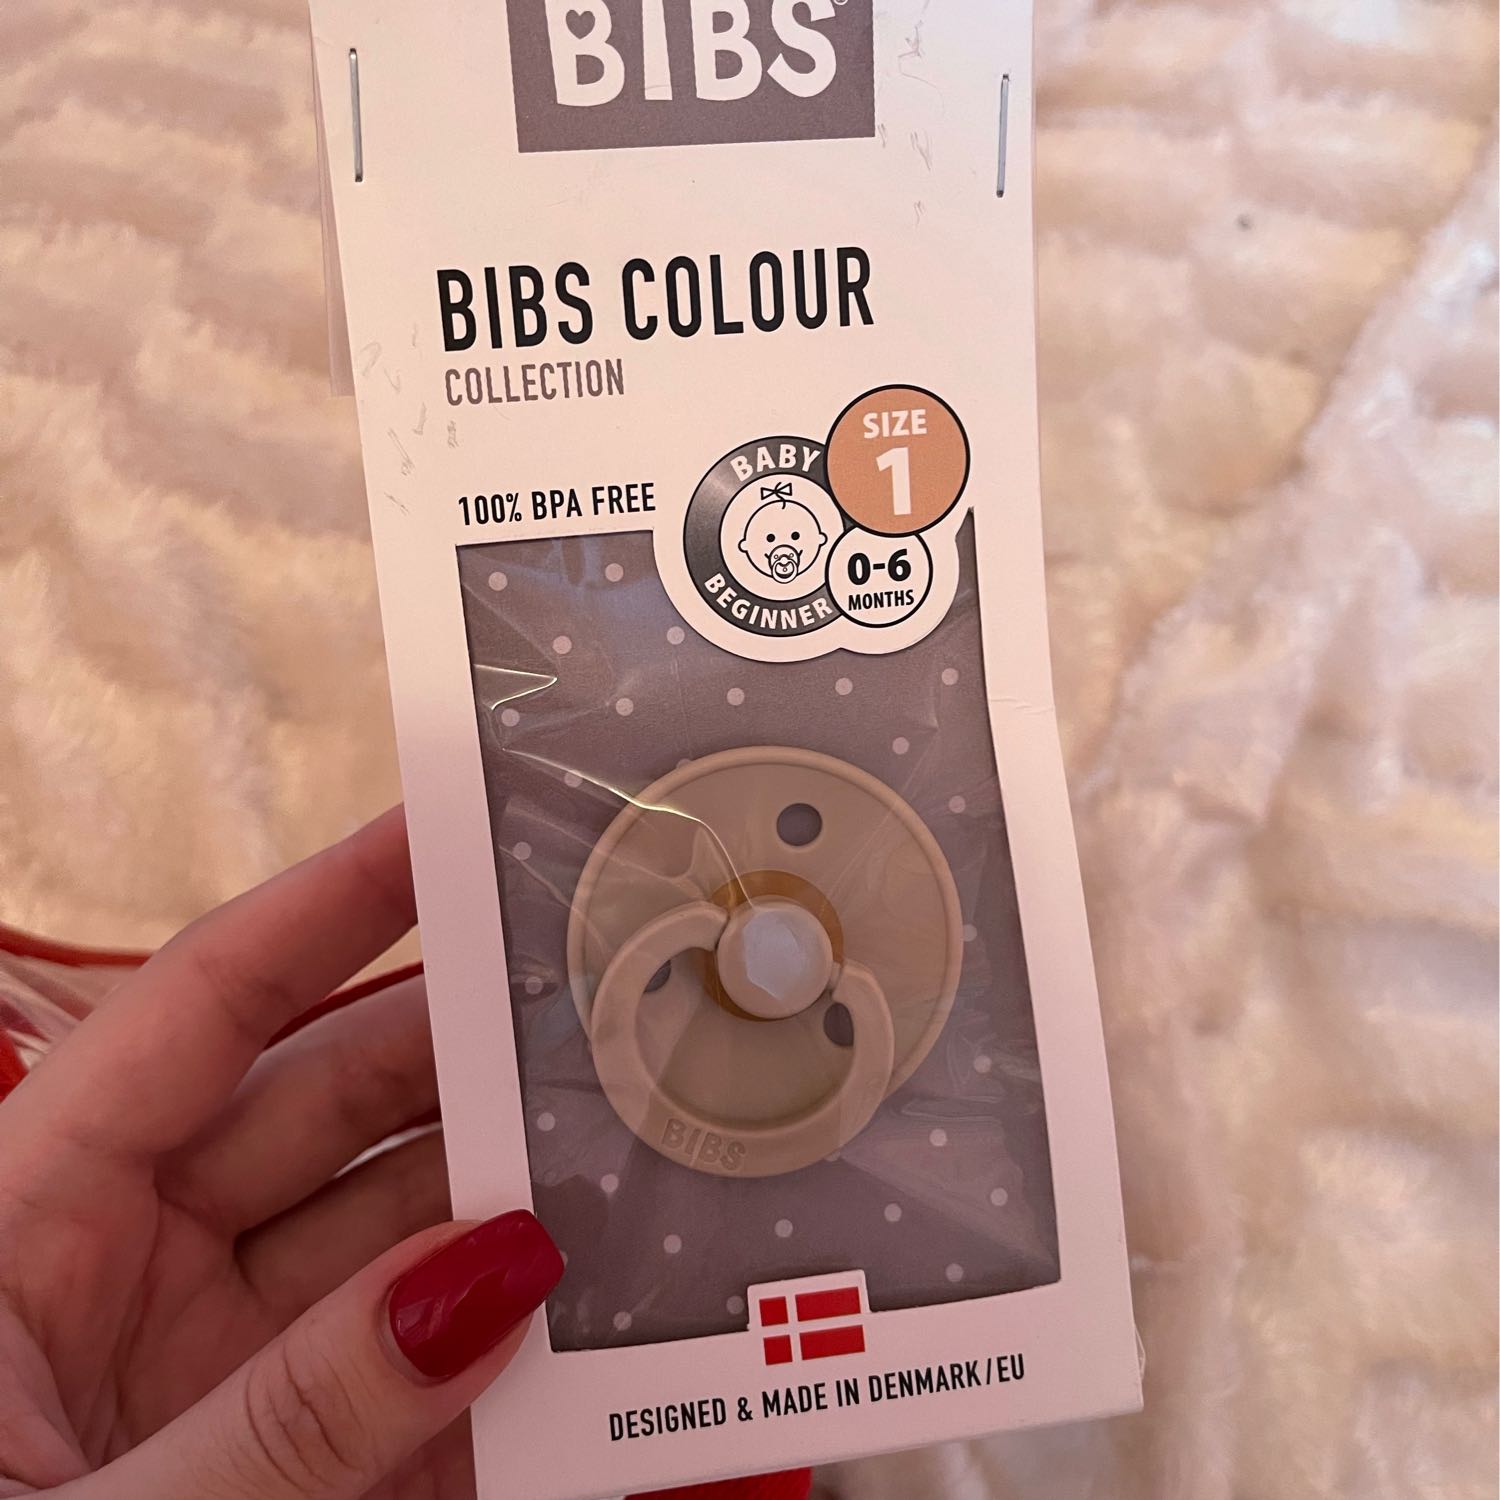 BIBS
BIBS COLOUR
COLLECTION
100% BPA FREE
BABY
BEGINNER
SIZE
1
0-6
MONTHS
BIBS
DESIGNED & MADE IN DENMARK/EU